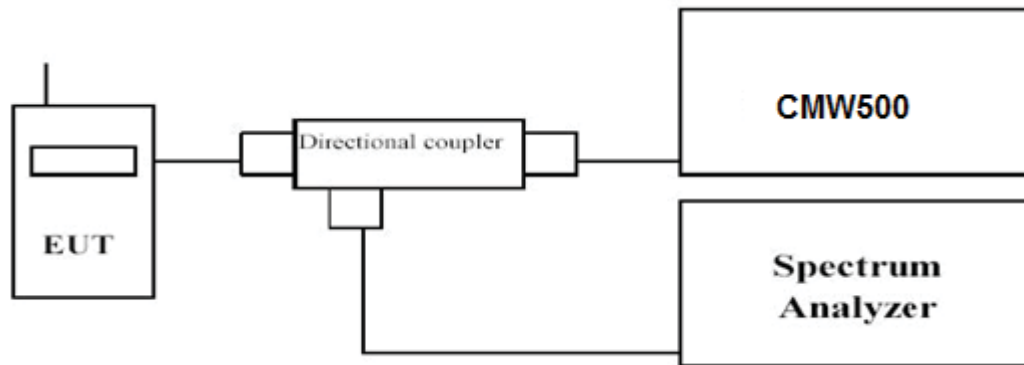 Directional coupler
CMW500
EUT
Spectrum
Analyzer